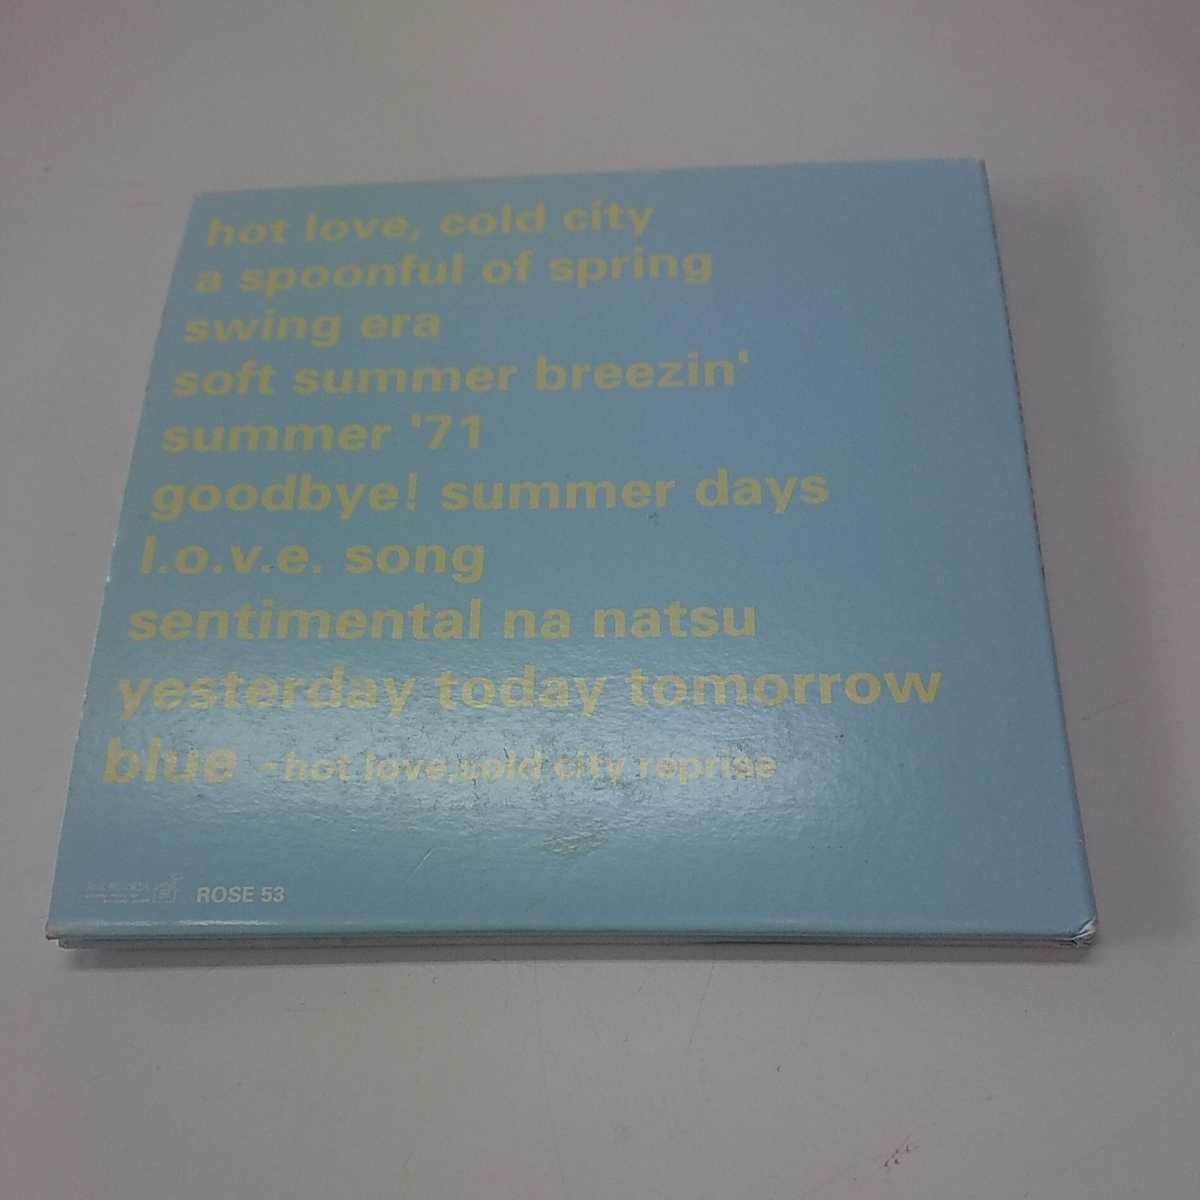 hot love, cold city
a spoonful of spring
swing era
soft summer breezin'
summer '71
goodbye! summer days
l.o.v.e. song
sentimental na natsu
yesterday today tomorrow
blue -hot love,cold city reprise
ROSE 53